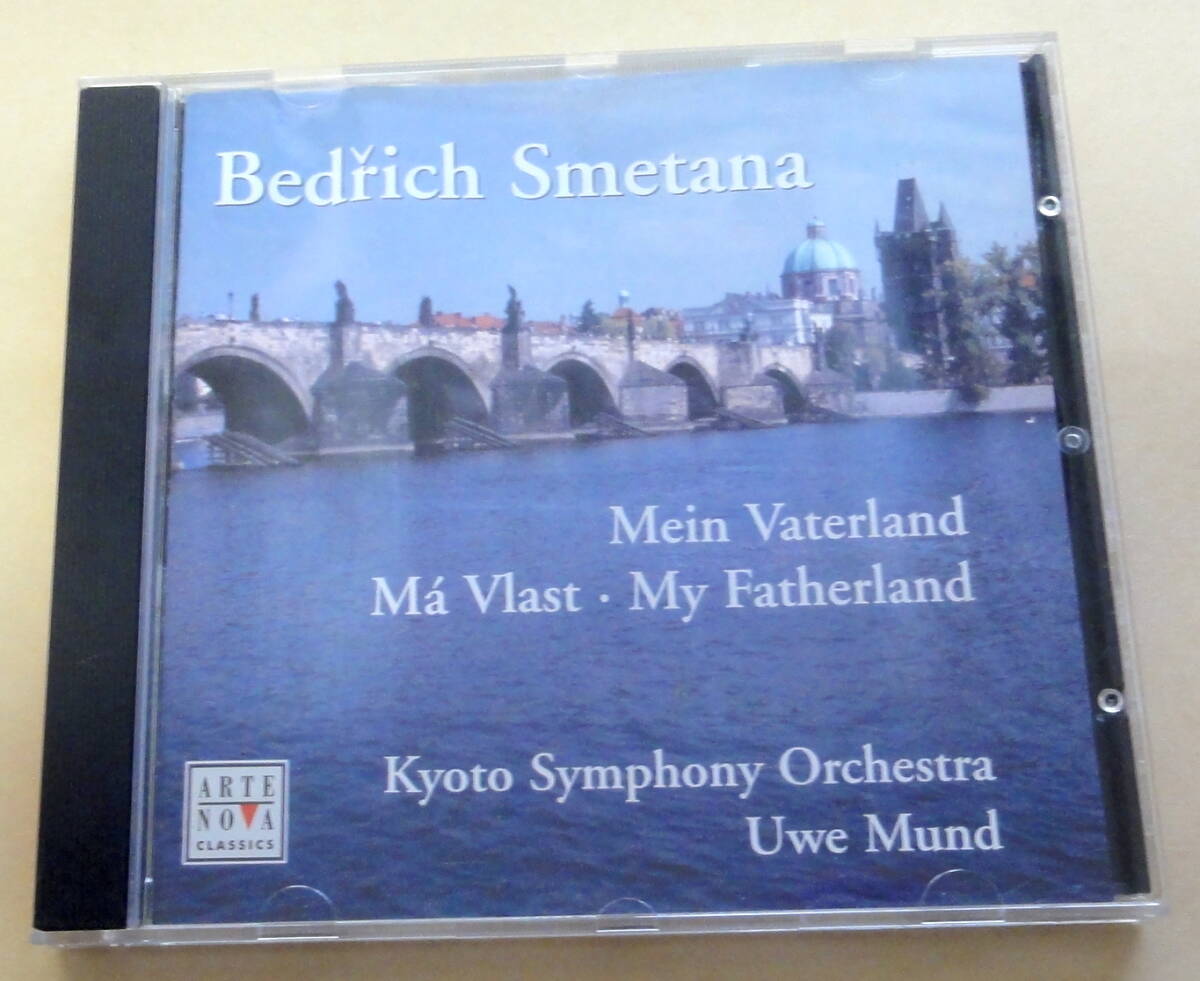 Bedřich Smetana
Mein Vaterland
Má Vlast · My Fatherland
Kyoto Symphony Orchestra
Uwe Mund
ARTE
NOVA
CLASSICS